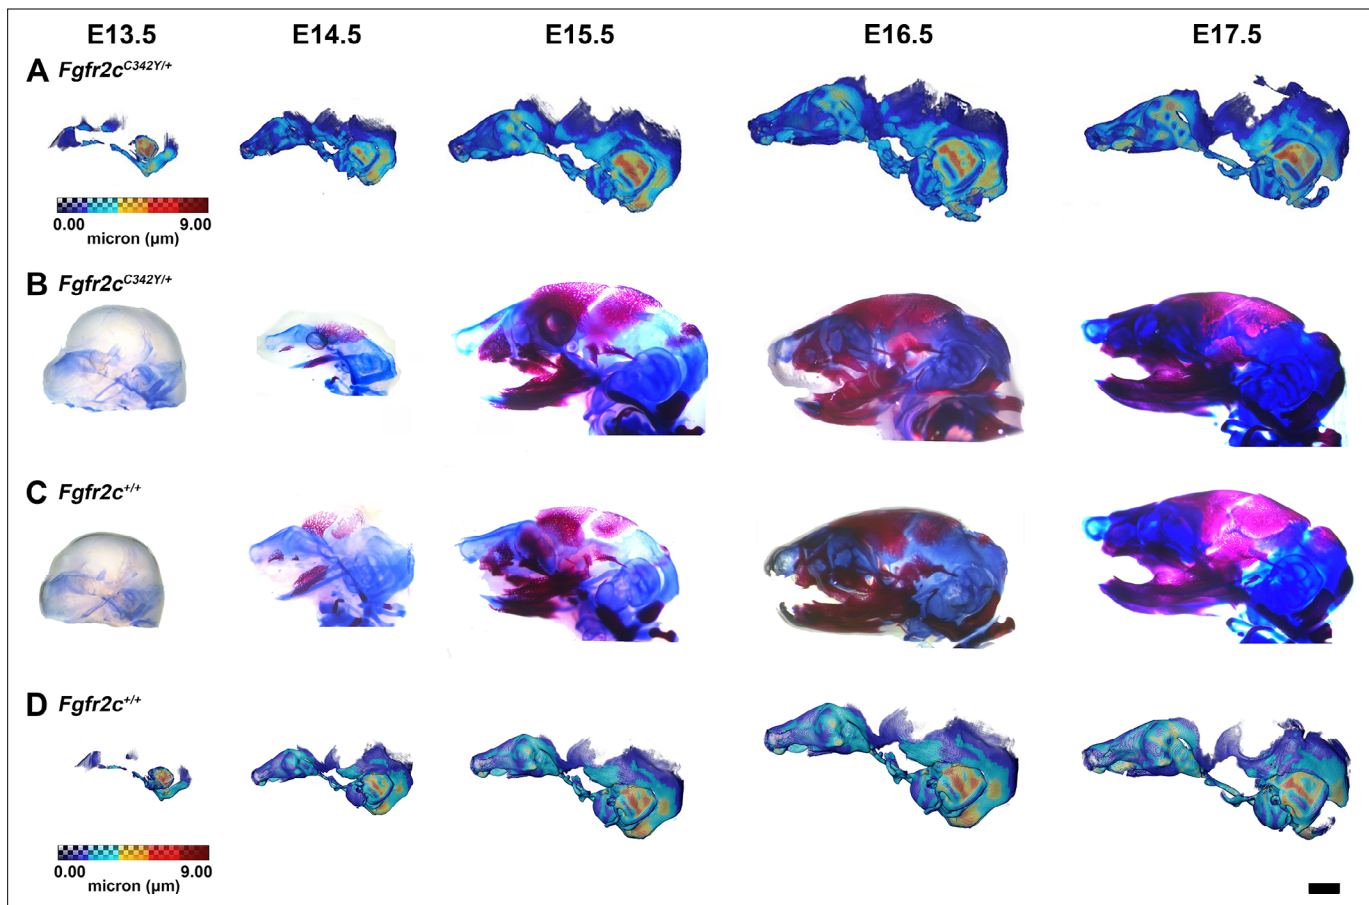 E13.5 E14.5 E15.5 E16.5 E17.5
A Fgfr2c^C342Y/+
0.00 9.00
micron (µm)
B Fgfr2c^C342Y/+
C Fgfr2c^+/+
D Fgfr2c^+/+
0.00 9.00
micron (µm)